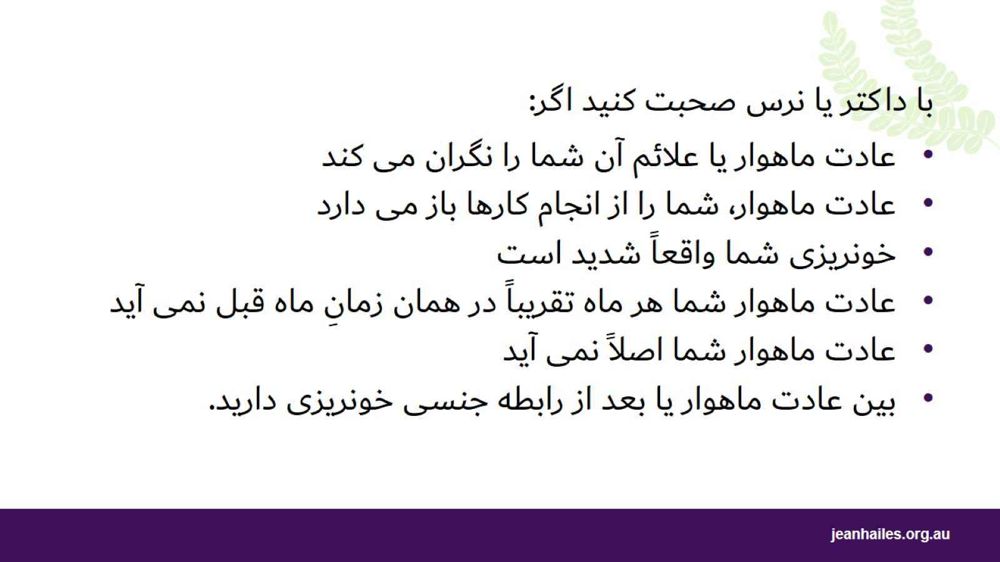 با داکتر یا نرس صحبت کنید اگر:
• عادت ماهوار یا علائم آن شما را نگران می کند
• عادت ماهوار، شما را از انجام کارها باز می دارد
• خونریزی شما واقعاً شدید است
• عادت ماهوار شما هر ماه تقریباً در همان زمانِ ماه قبل نمی آید
• عادت ماهوار شما اصلاً نمی آید
• بین عادت ماهوار یا بعد از رابطه جنسی خونریزی دارید.
jeanhailes.org.au